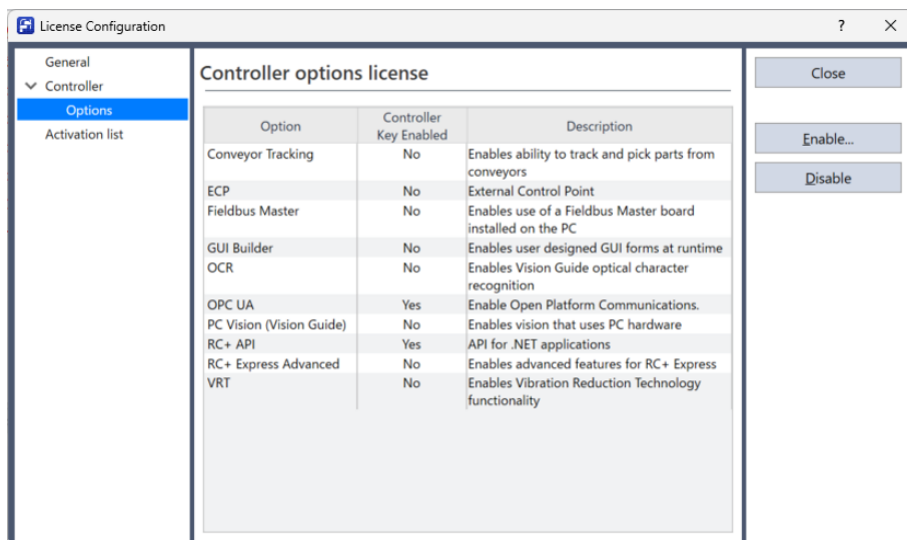 License Configuration
General
Controller
Options
Activation list
Controller options license
Option Controller Key Enabled Description
Conveyor Tracking No Enables ability to track and pick parts from
conveyors
ECP No External Control Point
Fieldbus Master No Enables use of a Fieldbus Master board
installed on the PC
GUI Builder No Enables user designed GUI forms at runtime
OCR No Enables Vision Guide optical character
recognition
OPC UA Yes Enable Open Platform Communications.
PC Vision (Vision Guide) No Enables vision that uses PC hardware
RC+ API Yes API for .NET applications
RC+ Express Advanced No Enables advanced features for RC+ Express
VRT No Enables Vibration Reduction Technology
functionality
Close
Enable...
Disable